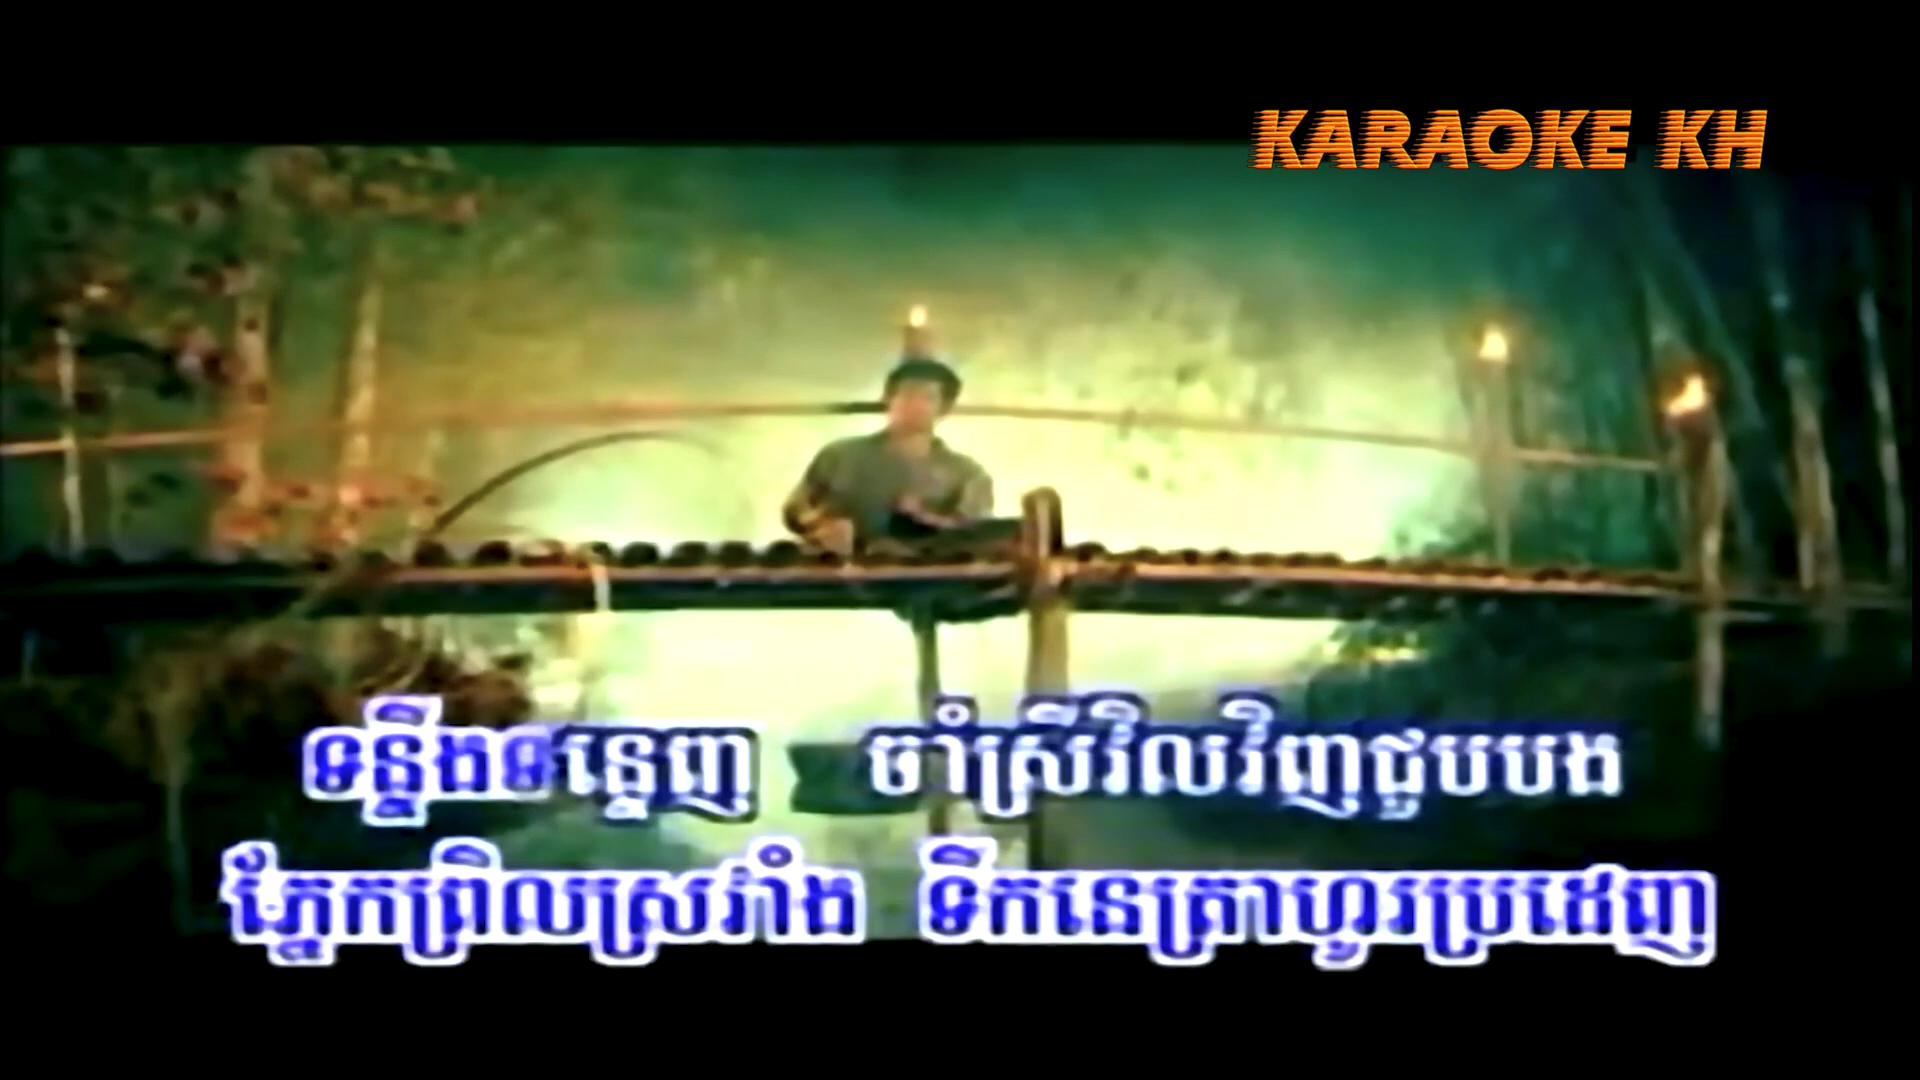 KARAOKE KH
ទន្ទឹងទន្ទេញ ចាំស្រីវិលវិញជួបបង
ភ្នែកព្រិលស្រវាំង ទឹកនេត្រាហូរប្រដេញ